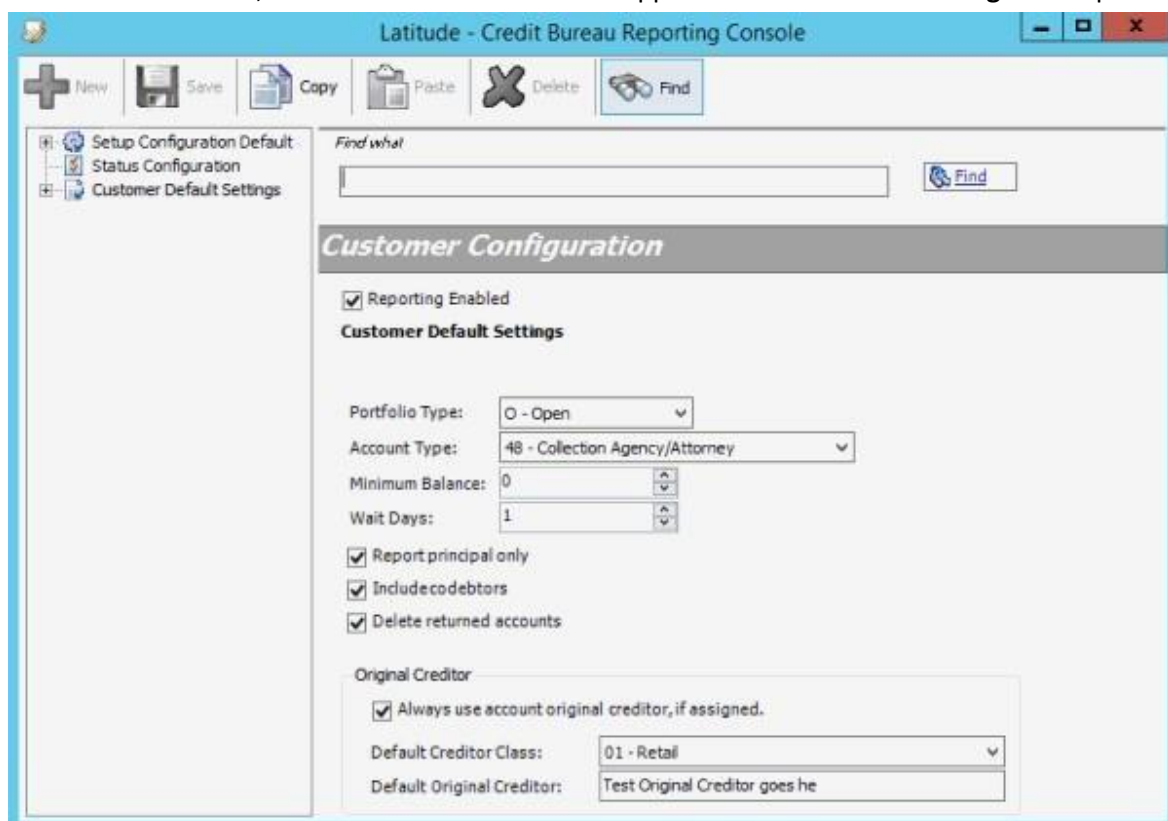 Latitude - Credit Bureau Reporting Console
New Save Copy Paste Delete Find
Setup Configuration Default
Status Configuration
Customer Default Settings
Find what
Find
Customer Configuration
Reporting Enabled
Customer Default Settings
Portfolio Type: O - Open
Account Type: 48 - Collection Agency/Attorney
Minimum Balance: 0
Wait Days: 1
Report principal only
Include codebtors
Delete returned accounts
Original Creditor
Always use account original creditor, if assigned.
Default Creditor Class: 01 - Retail
Default Original Creditor: Test Original Creditor goes he